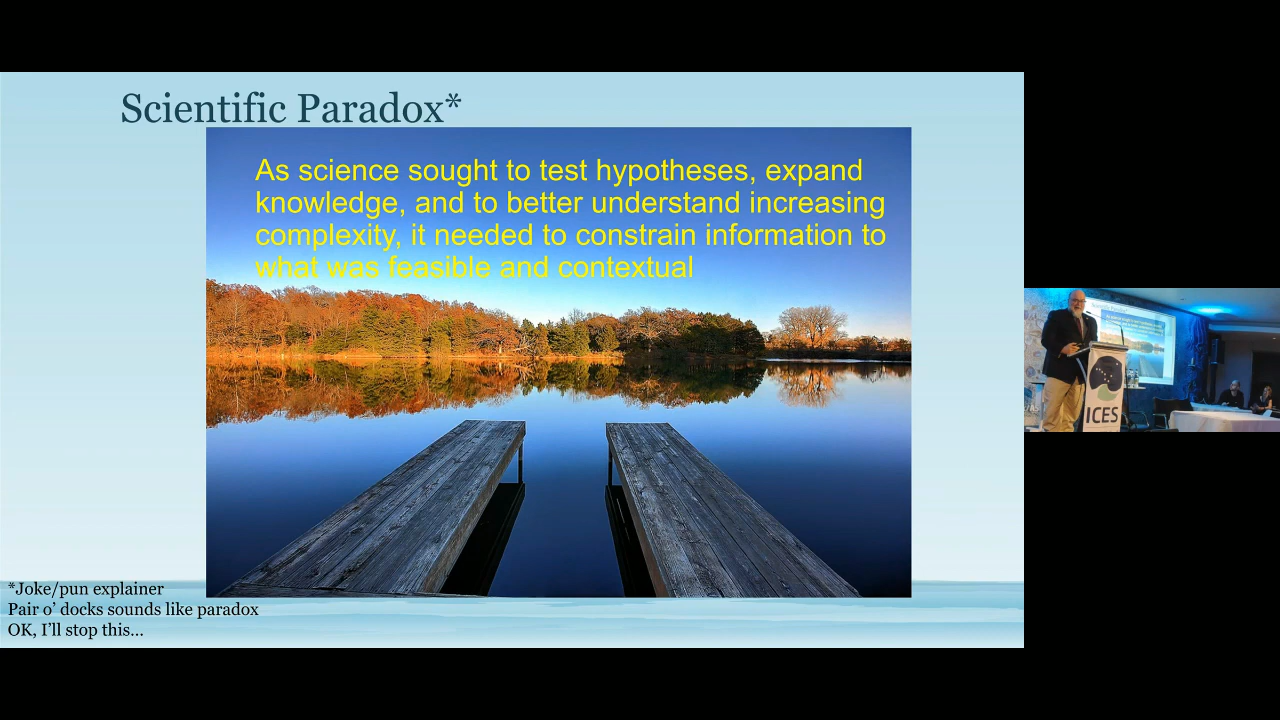 Scientific Paradox*
As science sought to test hypotheses, expand
knowledge, and to better understand increasing
complexity, it needed to constrain information to
what was feasible and contextual
*Joke/pun explainer
Pair o’ docks sounds like paradox
OK, I’ll stop this…
ICES